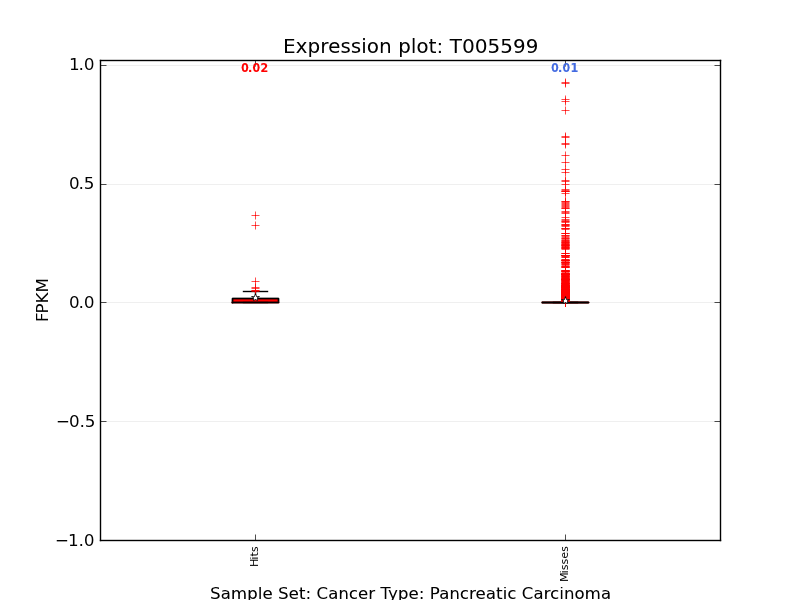 Expression plot: T005599
1.0
0.02
0.01
0.5
0.0
FPKM
−0.5
−1.0
Hits
Misses
Sample Set: Cancer Type: Pancreatic Carcinoma